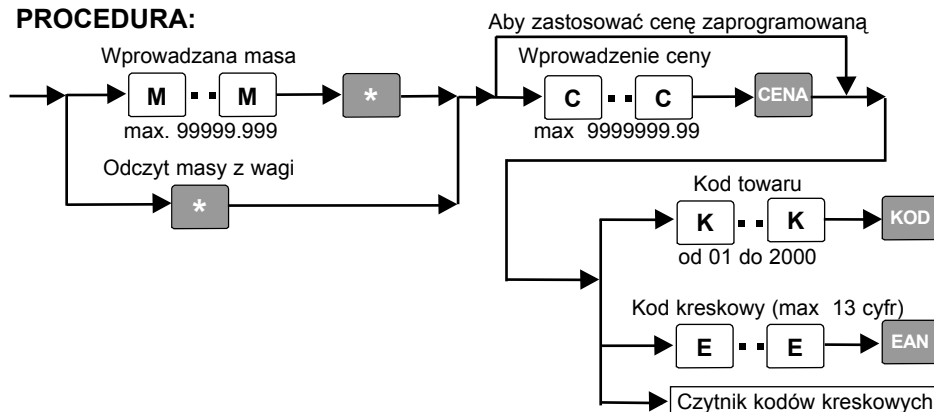 PROCEDURA:
Aby zastosować cenę zaprogramowaną
Wprowadzana masa
Wprowadzenie ceny
M ▪ ▪ M *
C ▪ ▪ C CENA
max. 99999.999
max 9999999.99
Odczyt masy z wagi
*
Kod towaru
K ▪ ▪ K KOD
od 01 do 2000
Kod kreskowy (max 13 cyfr)
E ▪ ▪ E EAN
Czytnik kodów kreskowych